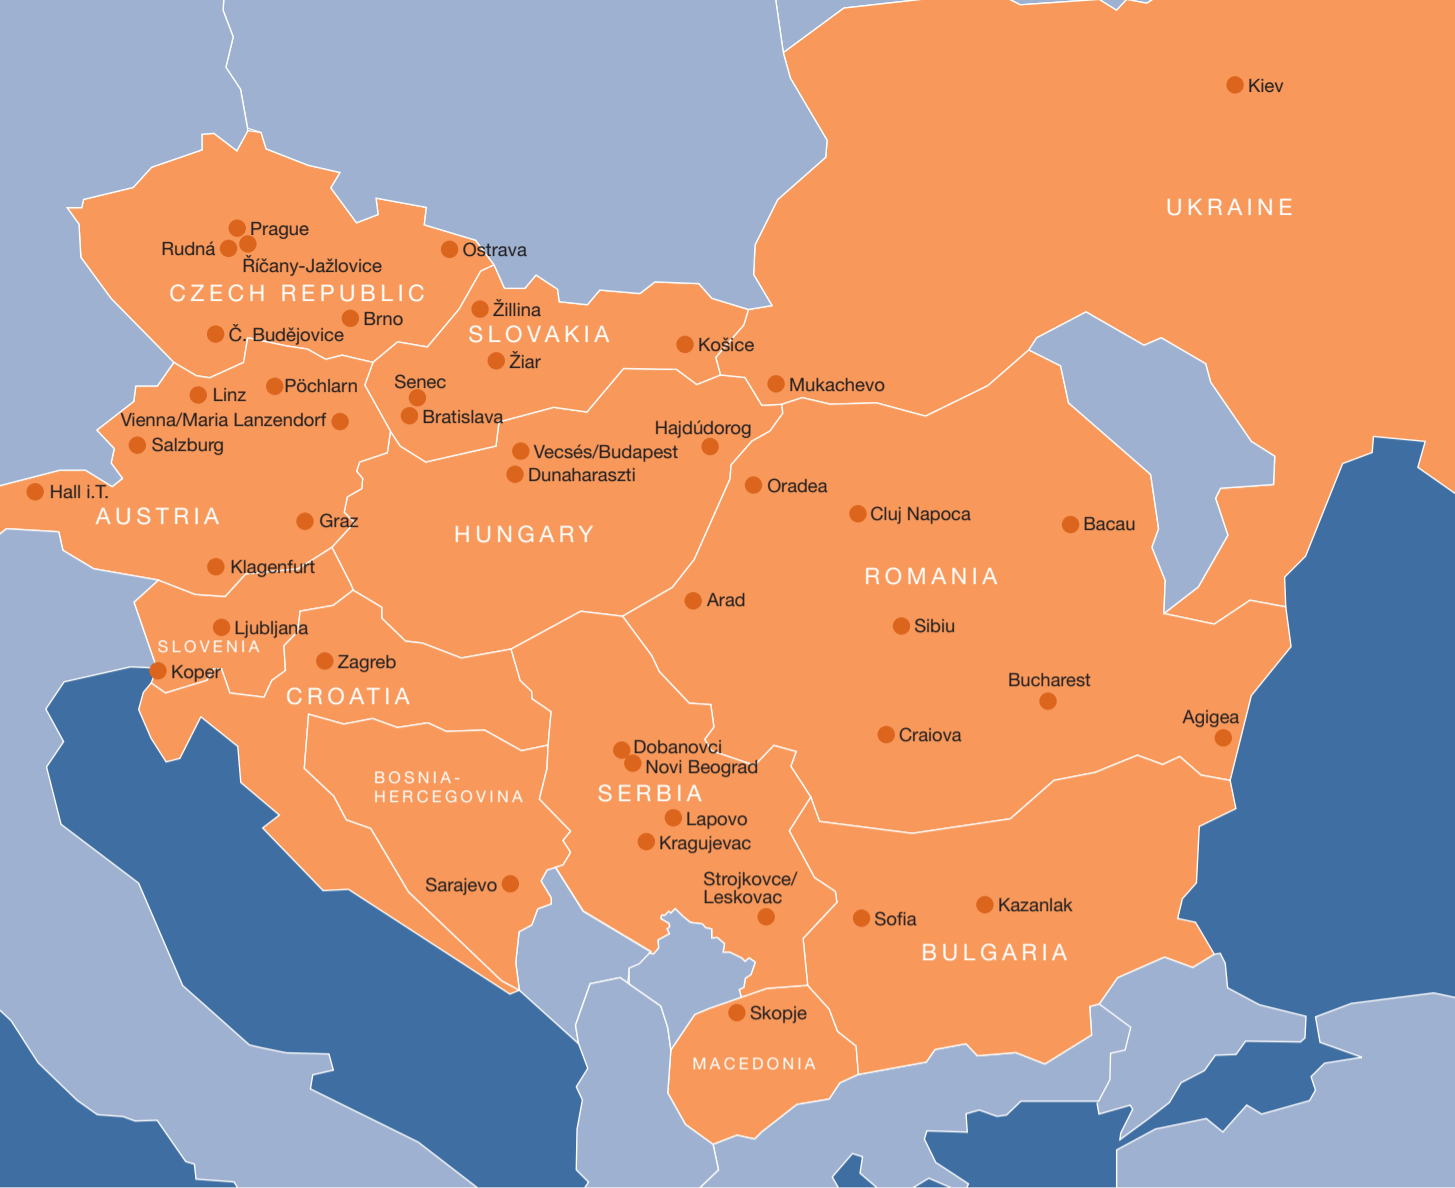 Kiev
UKRAINE
Prague
Rudná
Říčany-Jažlovice
Ostrava
CZECH REPUBLIC
Žillina
Brno
Č. Budějovice
SLOVAKIA
Košice
Žiar
Senec
Mukachevo
Pöchlarn
Linz
Bratislava
Vienna/Maria Lanzendorf
Hajdúdorog
Salzburg
Vecsés/Budapest
Dunaharaszti
Oradea
Hall i.T.
AUSTRIA
Graz
HUNGARY
Cluj Napoca
Bacau
Klagenfurt
ROMANIA
Arad
Ljubljana
Sibiu
SLOVENIA
Koper
Zagreb
CROATIA
Bucharest
Agigea
Craiova
Dobanovci
Novi Beograd
BOSNIA-
HERCEGOVINA
SERBIA
Lapovo
Kragujevac
Sarajevo
Strojkovce/
Leskovac
Sofia
Kazanlak
BULGARIA
Skopje
MACEDONIA